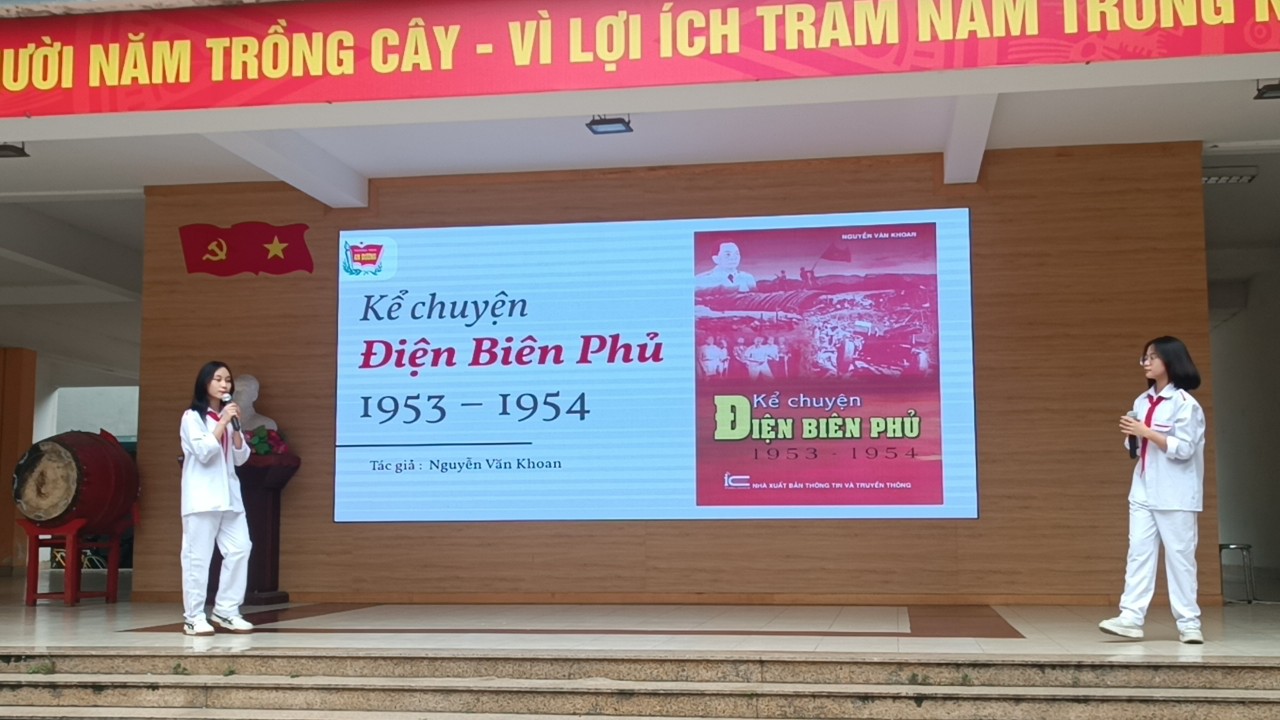 ƯỜI NĂM TRỒNG CÂY - VÌ LỢI ÍCH TRĂM NĂM TRỒNG N
AN DƯƠNG
Kể chuyện
Điện Biên Phủ
1953 – 1954
Tác giả : Nguyễn Văn Khoan
NGUYỄN VĂN KHOAN
Kể chuyện
ĐIỆN BIÊN PHỦ
1953 - 1954
NHÀ XUẤT BẢN THÔNG TIN VÀ TRUYỀN THÔNG